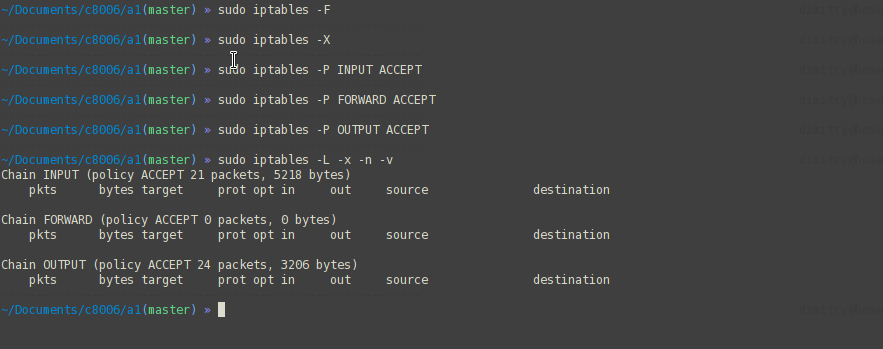 ~/Documents/c8006/a1(master) » sudo iptables -F
~/Documents/c8006/a1(master) » sudo iptables -X
~/Documents/c8006/a1(master) » sudo iptables -P INPUT ACCEPT
~/Documents/c8006/a1(master) » sudo iptables -P FORWARD ACCEPT
~/Documents/c8006/a1(master) » sudo iptables -P OUTPUT ACCEPT
~/Documents/c8006/a1(master) » sudo iptables -L -x -n -v
Chain INPUT (policy ACCEPT 21 packets, 5218 bytes)
    pkts      bytes target     prot opt in     out     source               destination
Chain FORWARD (policy ACCEPT 0 packets, 0 bytes)
    pkts      bytes target     prot opt in     out     source               destination
Chain OUTPUT (policy ACCEPT 24 packets, 3206 bytes)
    pkts      bytes target     prot opt in     out     source               destination
~/Documents/c8006/a1(master) »